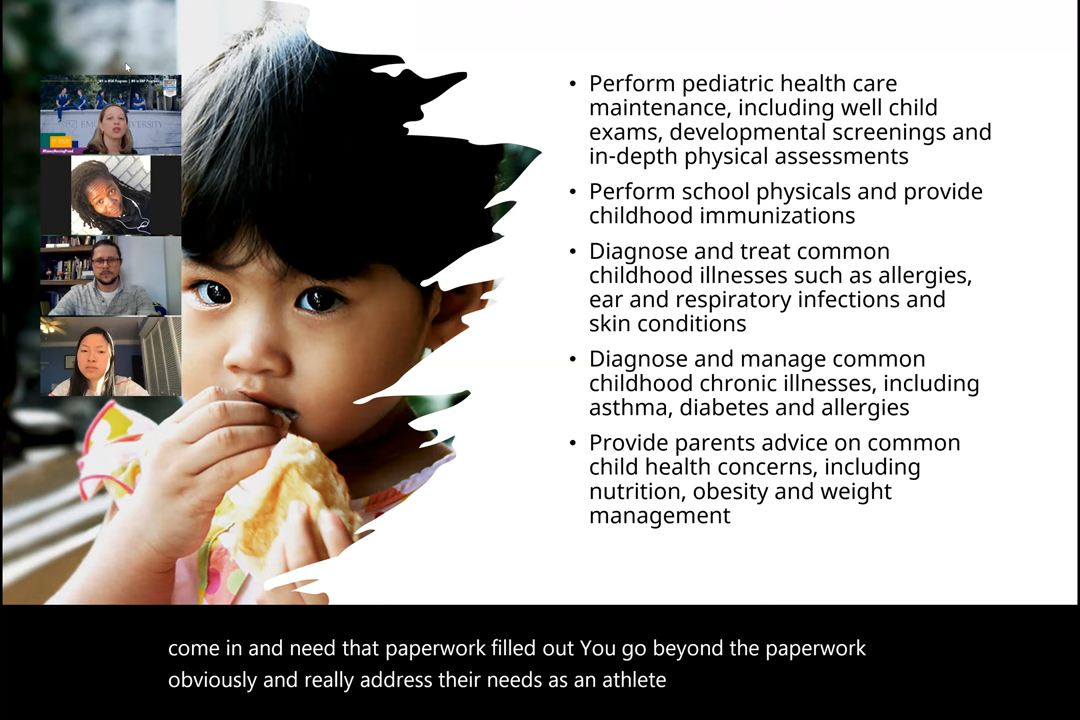 EMORY UNIVERSITY
• Perform pediatric health care
maintenance, including well child
exams, developmental screenings and
in-depth physical assessments
• Perform school physicals and provide
childhood immunizations
• Diagnose and treat common
childhood illnesses such as allergies,
ear and respiratory infections and
skin conditions
• Diagnose and manage common
childhood chronic illnesses, including
asthma, diabetes and allergies
• Provide parents advice on common
child health concerns, including
nutrition, obesity and weight
management
come in and need that paperwork filled out You go beyond the paperwork
obviously and really address their needs as an athlete